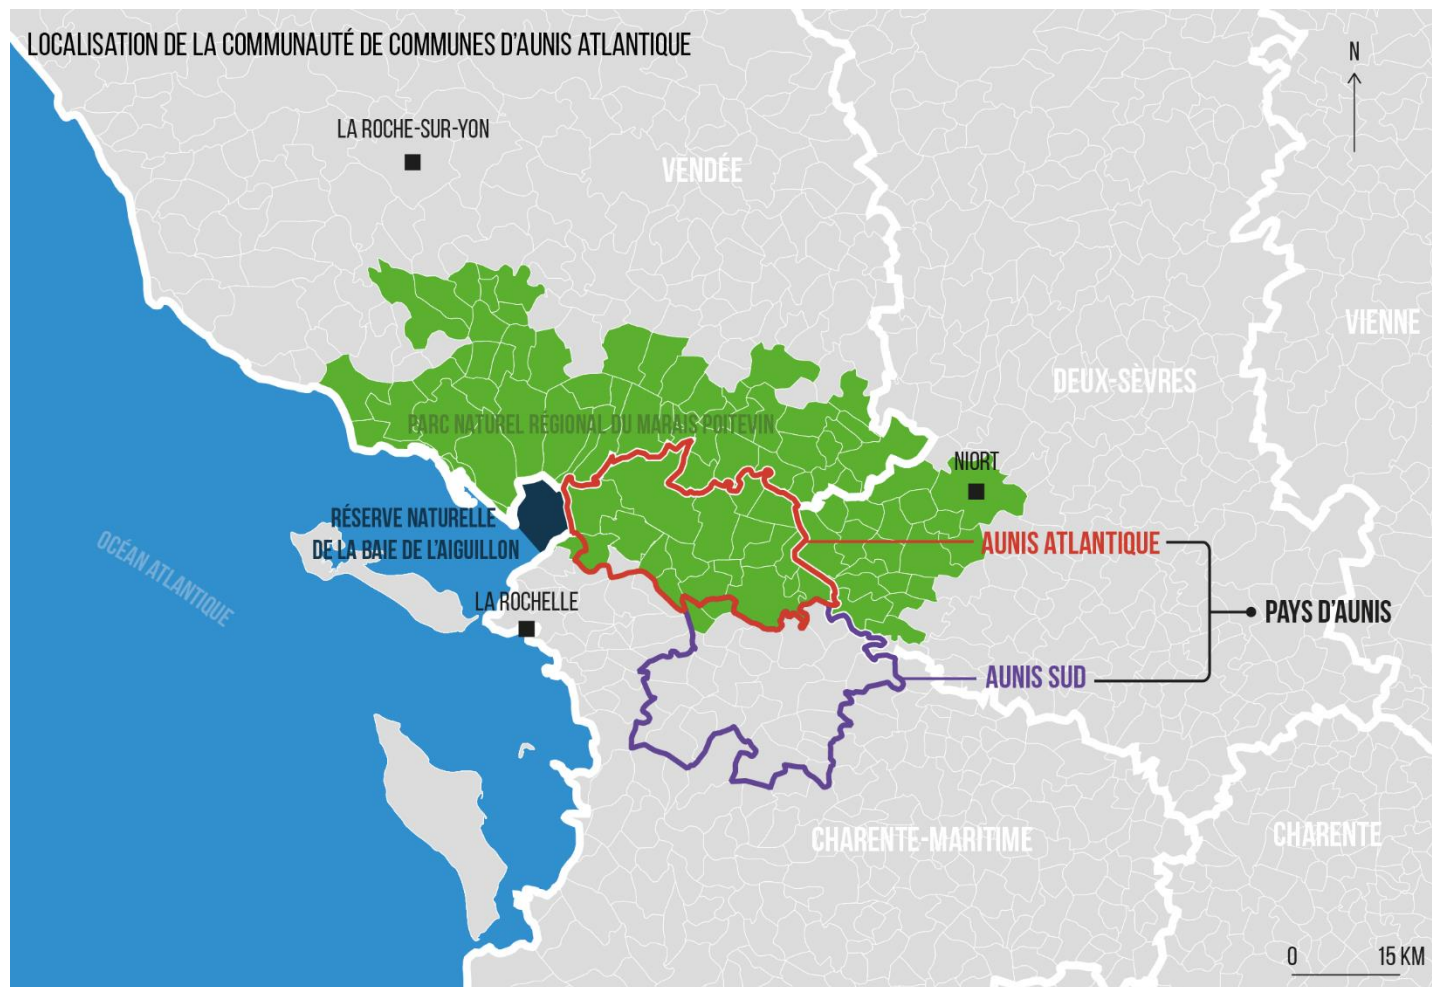 LOCALISATION DE LA COMMUNAUTÉ DE COMMUNES D'AUNIS ATLANTIQUE
N
LA ROCHE-SUR-YON
VENDÉE
VIENNE
DEUX-SÈVRES
PARC NATUREL RÉGIONAL DU MARAIS POITEVIN
NIORT
RÉSERVE NATURELLE
DE LA BAIE DE L'AIGUILLON
OCÉAN ATLANTIQUE
AUNIS ATLANTIQUE
LA ROCHELLE
PAYS D'AUNIS
AUNIS SUD
CHARENTE-MARITIME
CHARENTE
0 15 KM